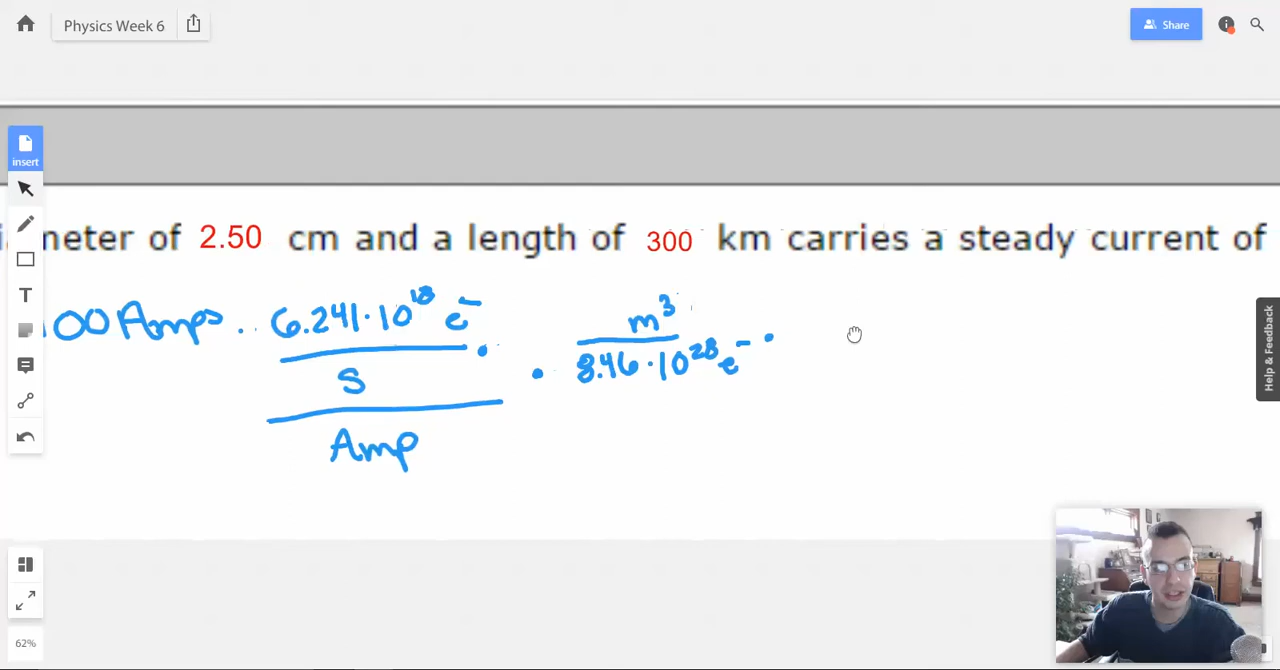 Physics Week 6
Share
insert
iameter of 2.50 cm and a length of 300 km carries a steady current of
00 Amps · 6.241·10¹⁸ e⁻ / s / Amp · m³ / 8.46·10²⁸ e⁻ ·
T
Help & Feedback
62%